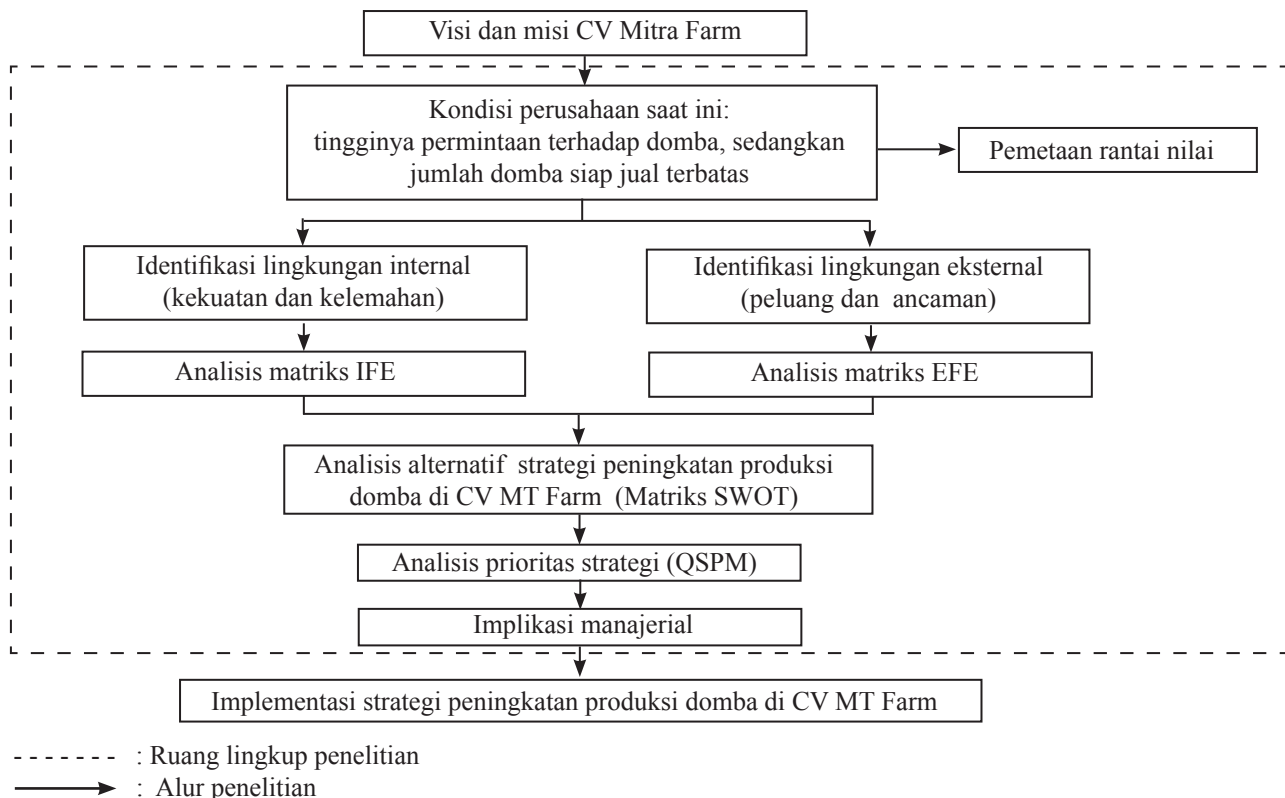 Visi dan misi CV Mitra Farm
Kondisi perusahaan saat ini:
tingginya permintaan terhadap domba, sedangkan
jumlah domba siap jual terbatas
Pemetaan rantai nilai
Identifikasi lingkungan internal
(kekuatan dan kelemahan)
Identifikasi lingkungan eksternal
(peluang dan ancaman)
Analisis matriks IFE
Analisis matriks EFE
Analisis alternatif strategi peningkatan produksi
domba di CV MT Farm (Matriks SWOT)
Analisis prioritas strategi (QSPM)
Implikasi manajerial
Implementasi strategi peningkatan produksi domba di CV MT Farm
: Ruang lingkup penelitian
: Alur penelitian